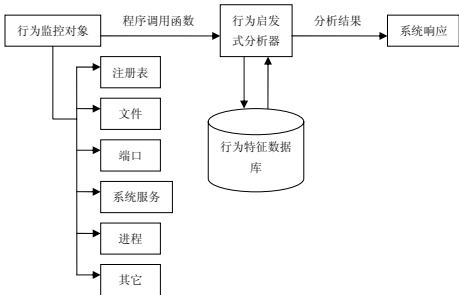 行为监控对象
程序调用函数
行为启发
式分析器
分析结果
系统响应
注册表
文件
端口
系统服务
进程
其它
行为特征数据
库